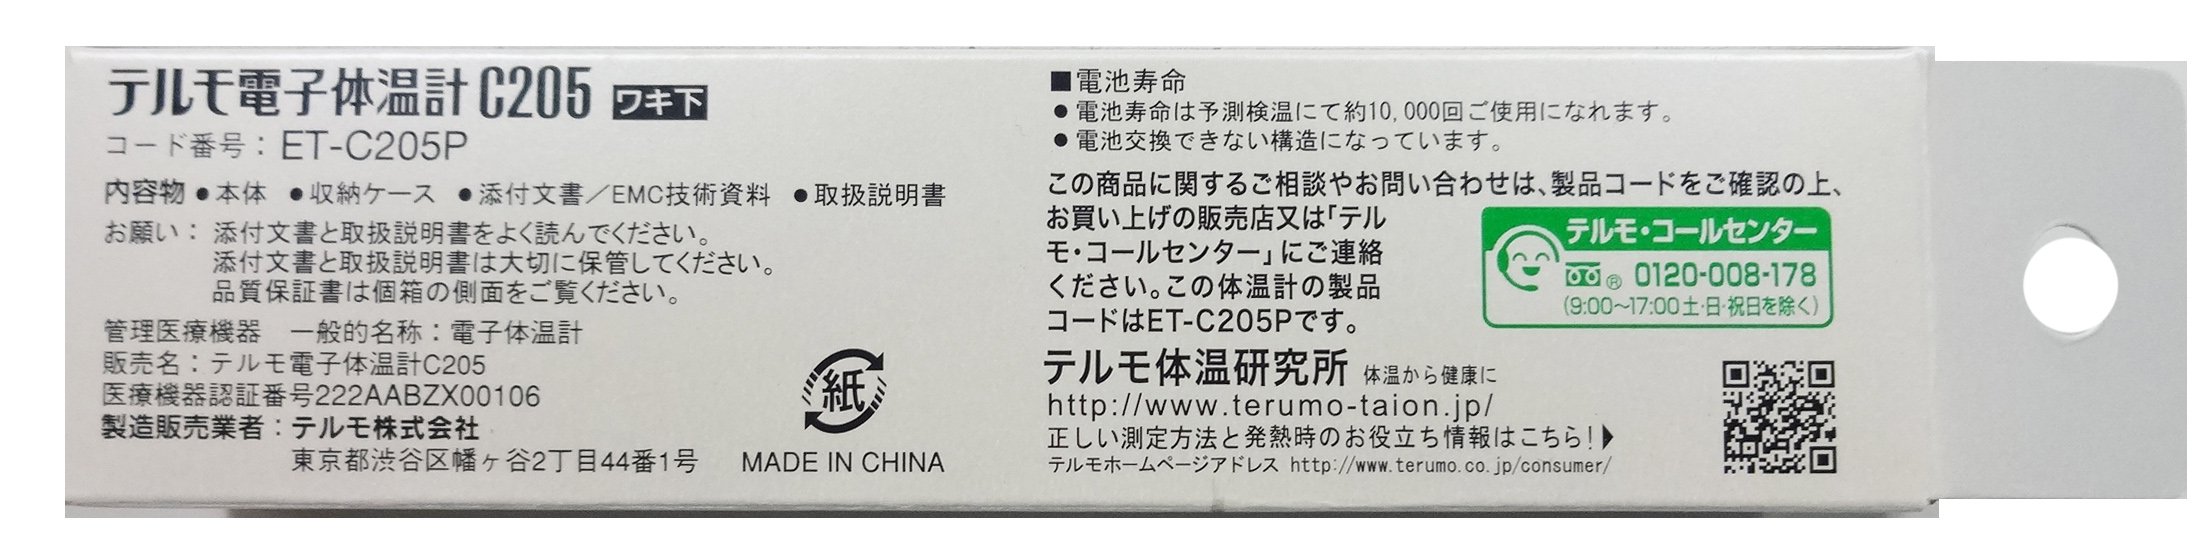 テルモ電子体温計C205 ワキ下
コード番号：ET-C205P
内容物 ●本体 ●収納ケース ●添付文書／EMC技術資料 ●取扱説明書
お願い：添付文書と取扱説明書をよく読んでください。
添付文書と取扱説明書は大切に保管してください。
品質保証書は個箱の側面をご覧ください。
管理医療機器 一般的名称：電子体温計
販売名：テルモ電子体温計C205
医療機器認証番号222AABZX00106
製造販売業者：テルモ株式会社
東京都渋谷区幡ヶ谷2丁目44番1号
紙
MADE IN CHINA
■電池寿命
●電池寿命は予測検温にて約10,000回ご使用になれます。
●電池交換できない構造になっています。
この商品に関するご相談やお問い合わせは、製品コードをご確認の上、
お買い上げの販売店又は「テル
モ・コールセンター」にご連絡
ください。この体温計の製品
コードはET-C205Pです。
テルモ・コールセンター
® 0120-008-178
(9:00〜17:00土・日・祝日を除く)
テルモ体温研究所 体温から健康に
http://www.terumo-taion.jp/
正しい測定方法と発熱時のお役立ち情報はこちら!▶
テルモホームページアドレス http://www.terumo.co.jp/consumer/